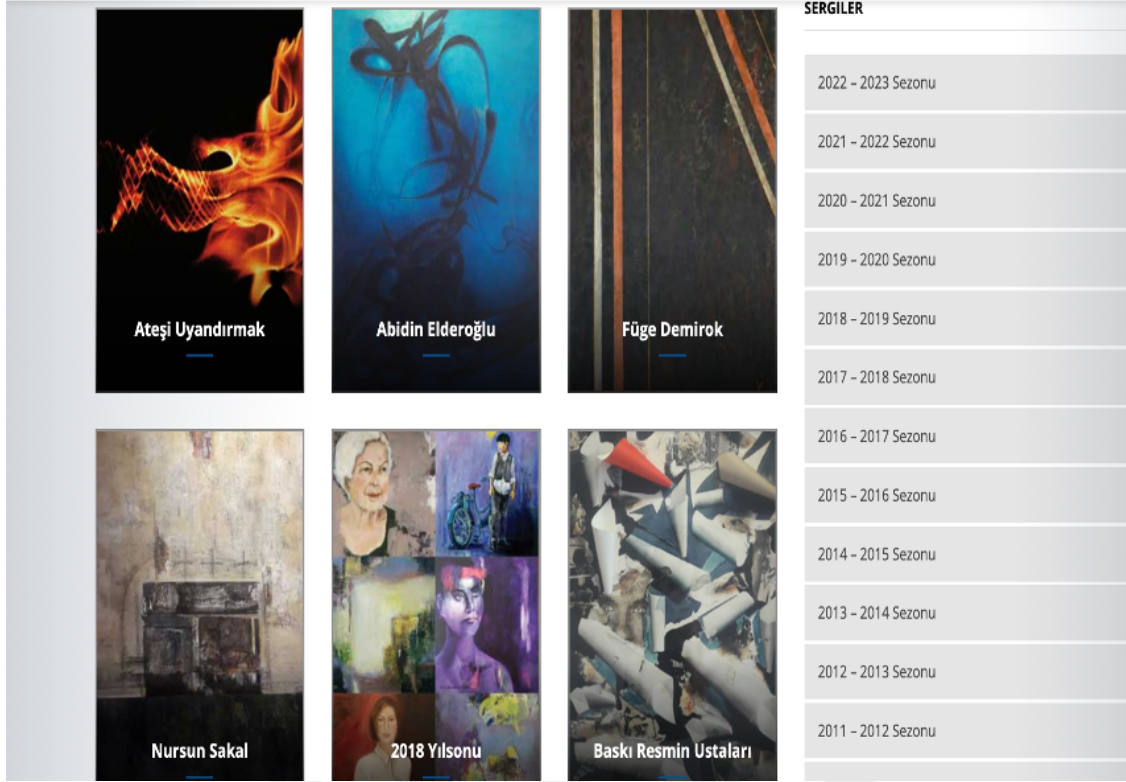 SERGİLER
Ateşi Uyandırmak
Abidin Elderoğlu
Füge Demirok
Nursun Sakal
2018 Yılsonu
Baskı Resmin Ustaları
2022 – 2023 Sezonu
2021 – 2022 Sezonu
2020 – 2021 Sezonu
2019 – 2020 Sezonu
2018 – 2019 Sezonu
2017 – 2018 Sezonu
2016 – 2017 Sezonu
2015 – 2016 Sezonu
2014 – 2015 Sezonu
2013 – 2014 Sezonu
2012 – 2013 Sezonu
2011 – 2012 Sezonu